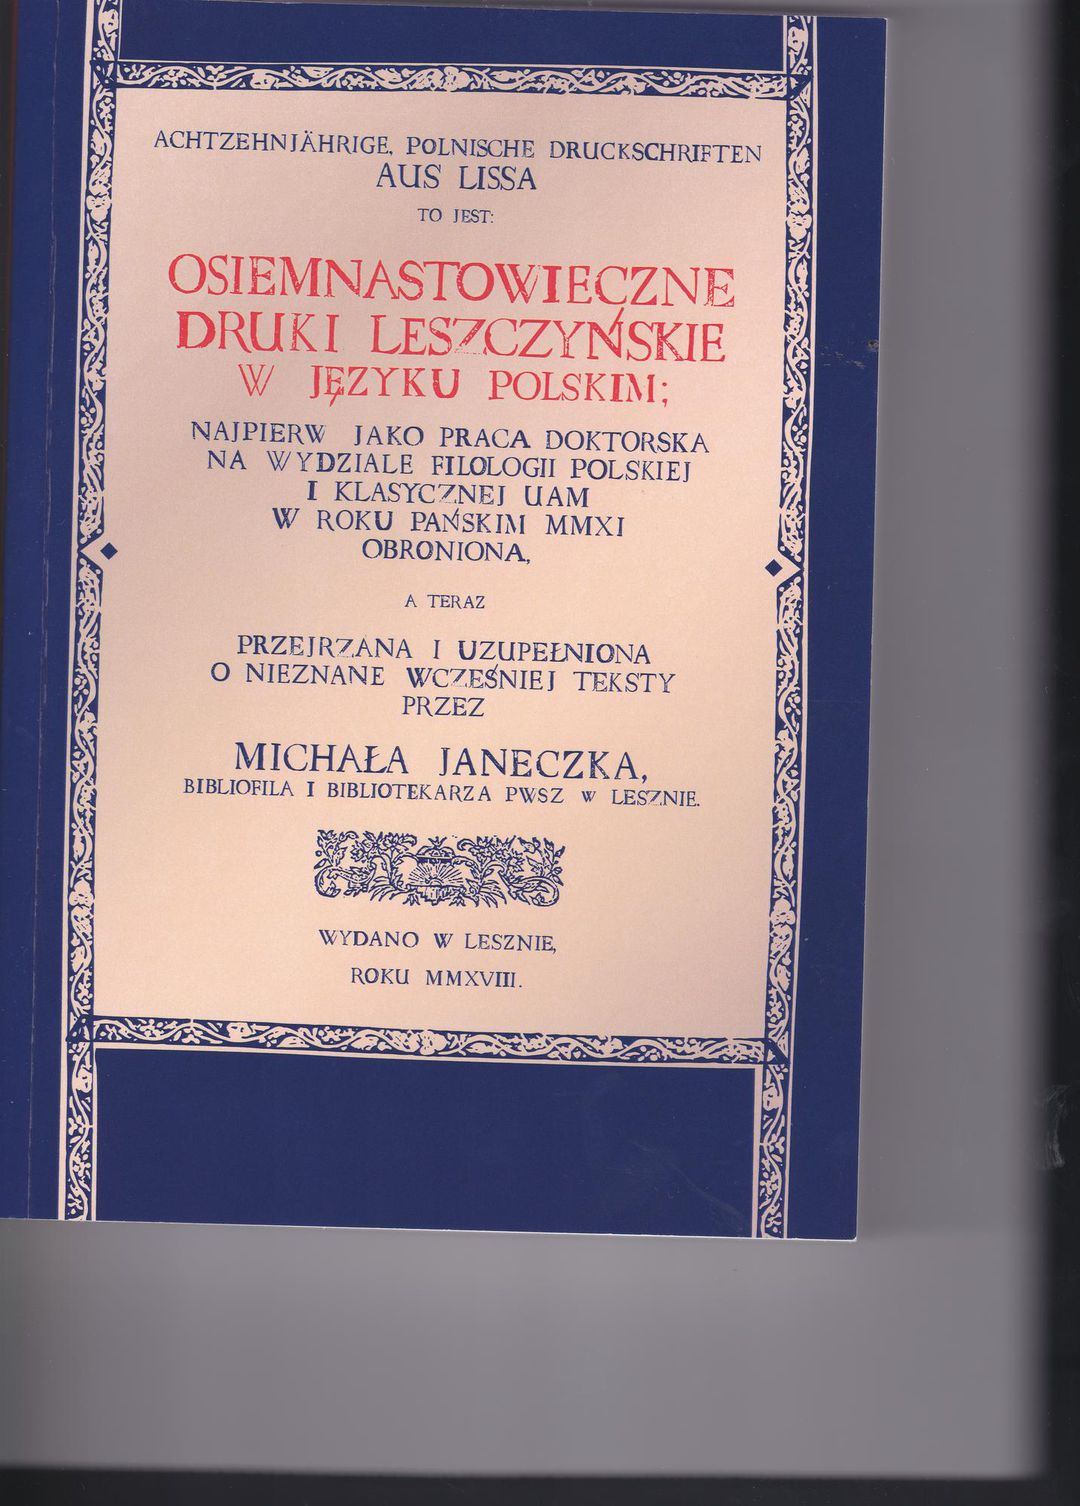 ACHTZEHNJÄHRIGE, POLNISCHE DRUCKSCHRIFTEN
AUS LISSA
TO JEST:
OSIEMNASTOWIECZNE
DRUKI LESZCZYŃSKIE
W JĘZYKU POLSKIM;
NAJPIERW JAKO PRACA DOKTORSKA
NA WYDZIALE FILOLOGII POLSKIEJ
I KLASYCZNEJ UAM
W ROKU PAŃSKIM MMXI
OBRONIONA,
A TERAZ
PRZEJRZANA I UZUPEŁNIONA
O NIEZNANE WCZEŚNIEJ TEKSTY
PRZEZ
MICHAŁA JANECZKA,
BIBLIOFILA I BIBLIOTEKARZA PWSZ W LESZNIE.
WYDANO W LESZNIE,
ROKU MMXVIII.